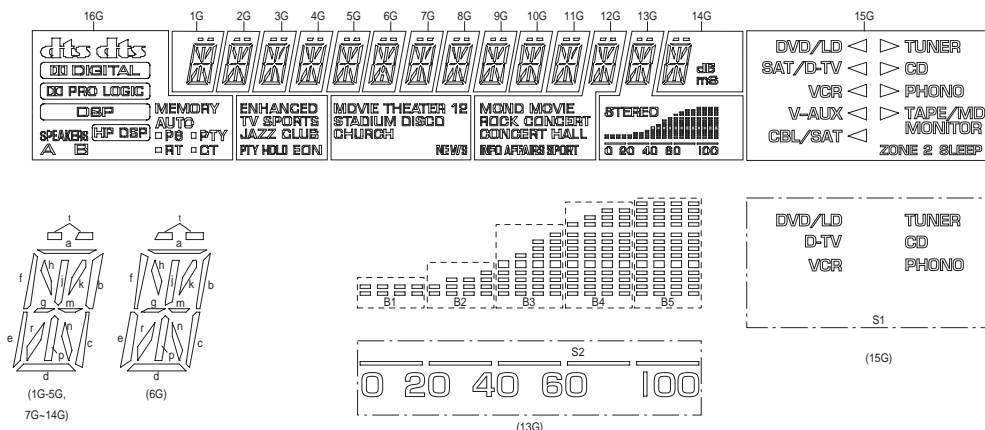 16G 1G 2G 3G 4G 5G 6G 7G 8G 9G 10G 11G 12G 13G 14G 15G
dts dts
DIGITAL
PRO LOGIC
DSP
SPEAKERS HP DSP
A B
MEMORY
AUTO
PS PTY
RT CT
ENHANCED
TV SPORTS
JAZZ CLUB
PTY HOLD EON
MOVIE THEATER 12
STADIUM DISCO
CHURCH
NEWS
MONO MOVIE
ROCK CONCERT
CONCERT HALL
INFO AFFAIRS SPORT
dB
mS
STEREO
0 20 40 60 100
DVD/LD TUNER
SAT/D-TV CD
VCR PHONO
V-AUX TAPE/MD
MONITOR
CBL/SAT
ZONE 2 SLEEP
t
a
f h j k b
g m
e r n c
p
d
(1G-5G,
7G~14G)
t
a
f h j k b
g m
e r n c
p
d
(6G)
B1 B2 B3 B4 B5
S2
0 20 40 60 100
(13G)
DVD/LD TUNER
D-TV CD
VCR PHONO
S1
(15G)